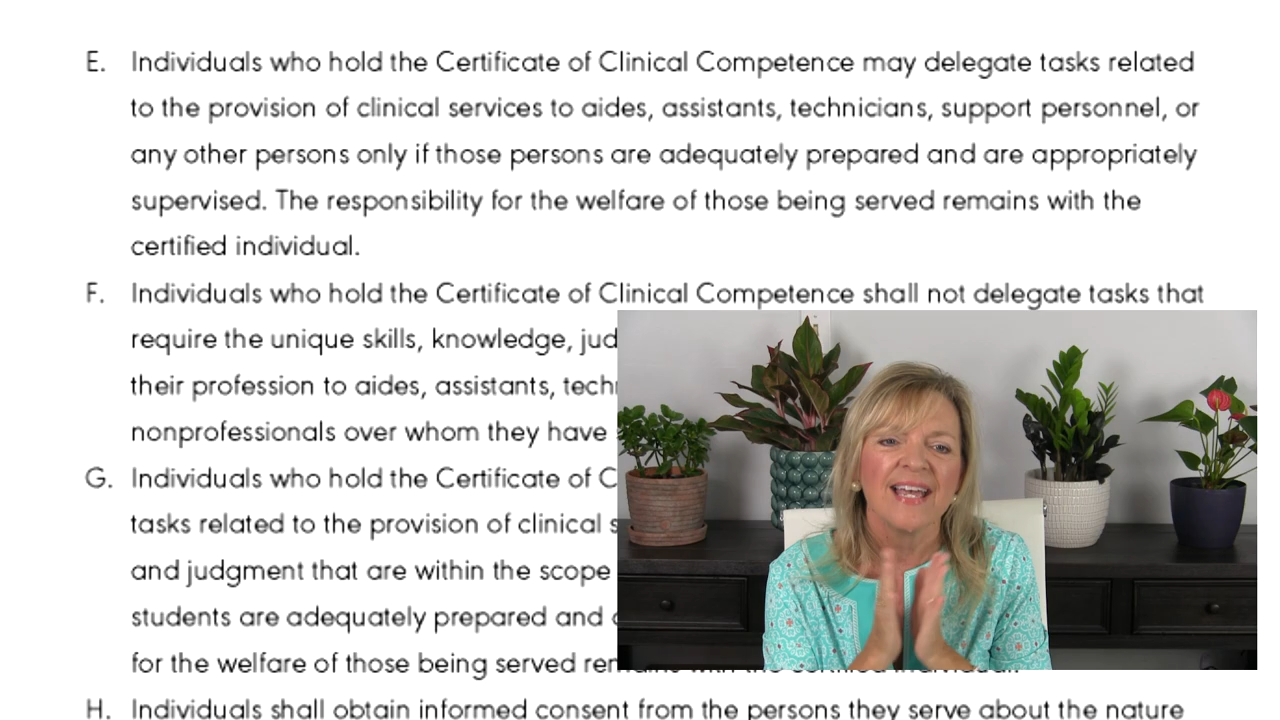 E. Individuals who hold the Certificate of Clinical Competence may delegate tasks related
to the provision of clinical services to aides, assistants, technicians, support personnel, or
any other persons only if those persons are adequately prepared and are appropriately
supervised. The responsibility for the welfare of those being served remains with the
certified individual.
F. Individuals who hold the Certificate of Clinical Competence shall not delegate tasks that
require the unique skills, knowledge,
their profession to aides, assistants,
nonprofessionals over whom they have
G. Individuals who hold the Certificate of
tasks related to the provision of clinical
and judgment that are within the scope
students are adequately prepared and
for the welfare of those being served
H. Individuals shall obtain informed consent from the persons they serve about the nature